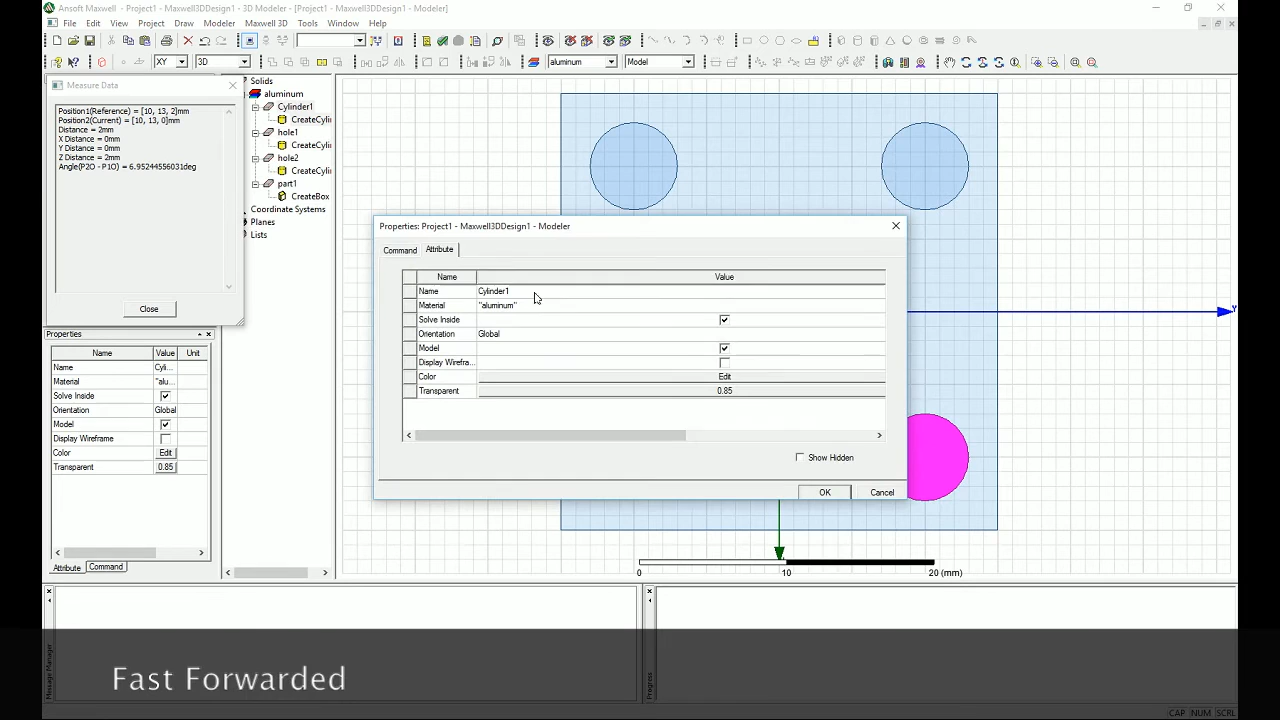 Ansoft Maxwell - Project1 - Maxwell3DDesign1 - 3D Modeler - [Project1 - Maxwell3DDesign1 - Modeler]
File Edit View Project Draw Modeler Maxwell 3D Tools Window Help
XY 3D aluminum Model
Measure Data
Position1(Reference) = [10, 13, 2]mm
Position2(Current) = [10, 13, 0]mm
Distance = 2mm
X Distance = 0mm
Y Distance = 0mm
Z Distance = 2mm
Angle(P2O - P1O) = 6.95244556031deg
Close
Solids
aluminum
Cylinder1
CreateCyli
hole1
CreateCyli
hole2
CreateCyli
part1
CreateBox
Coordinate Systems
Planes
Lists
Properties
Name Value Unit
Name Cyli...
Material "alu...
Solve Inside
Orientation Global
Model
Display Wireframe
Color Edit
Transparent 0.85
Attribute Command
Properties: Project1 - Maxwell3DDesign1 - Modeler
Command Attribute
Name Value
Name Cylinder1
Material "aluminum"
Solve Inside
Orientation Global
Model
Display Wirefra...
Color Edit
Transparent 0.85
Show Hidden
OK Cancel
Y
0 10 20 (mm)
Message Manager
Progress
Fast Forwarded
CAP NUM SCRL